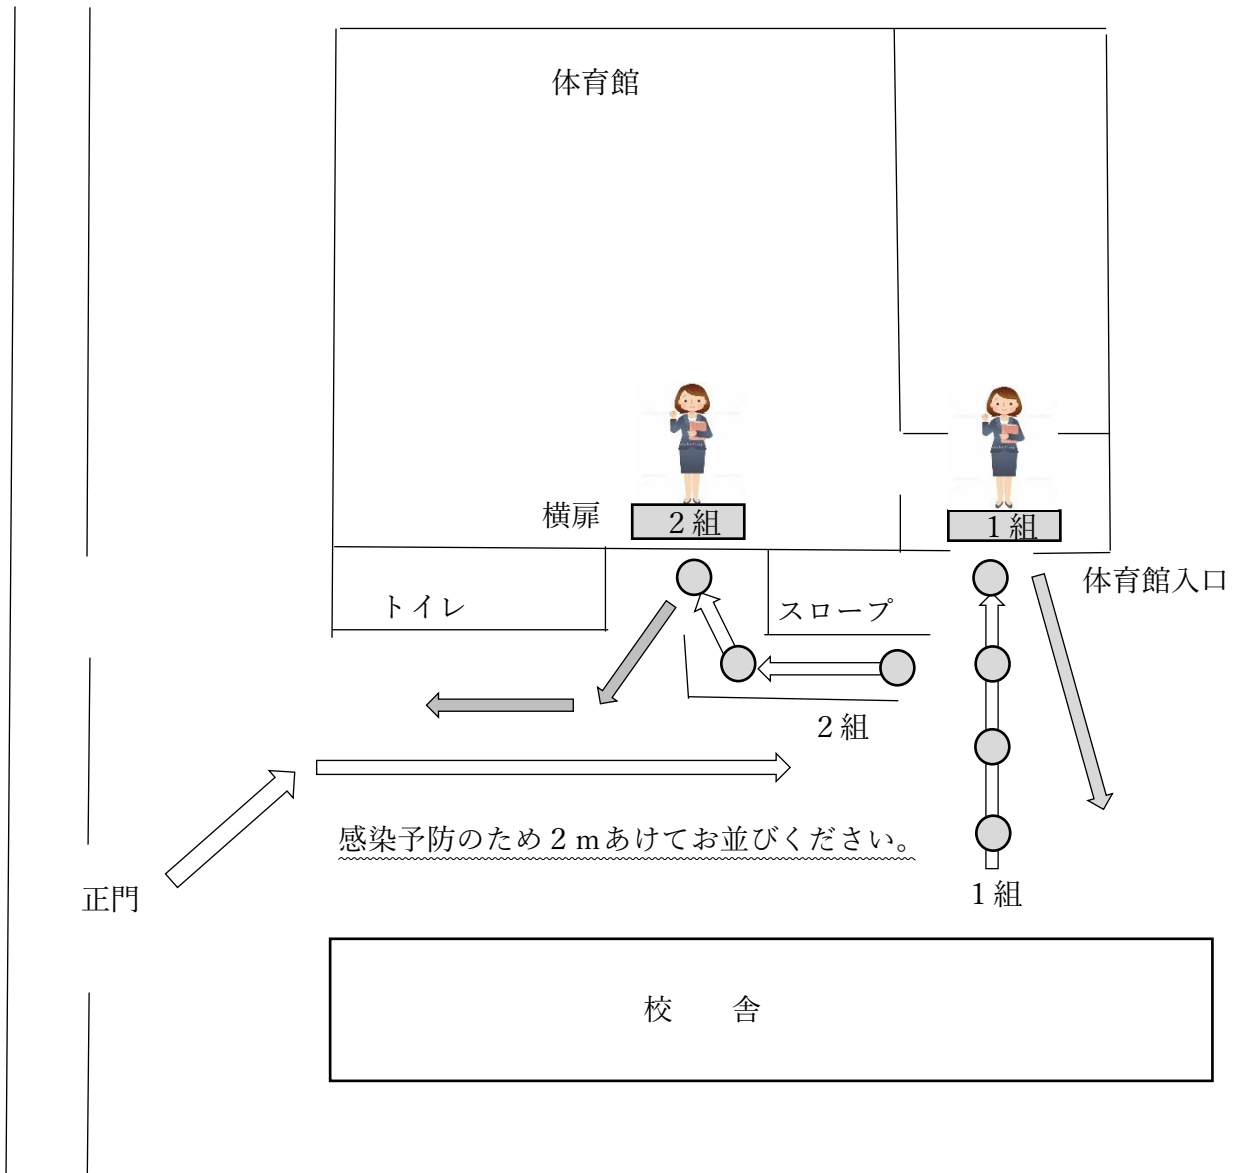 体育館
横扉
２組
１組
体育館入口
トイレ
スロープ
２組
感染予防のため２ｍあけてお並びください。
正門
１組
校　　舎